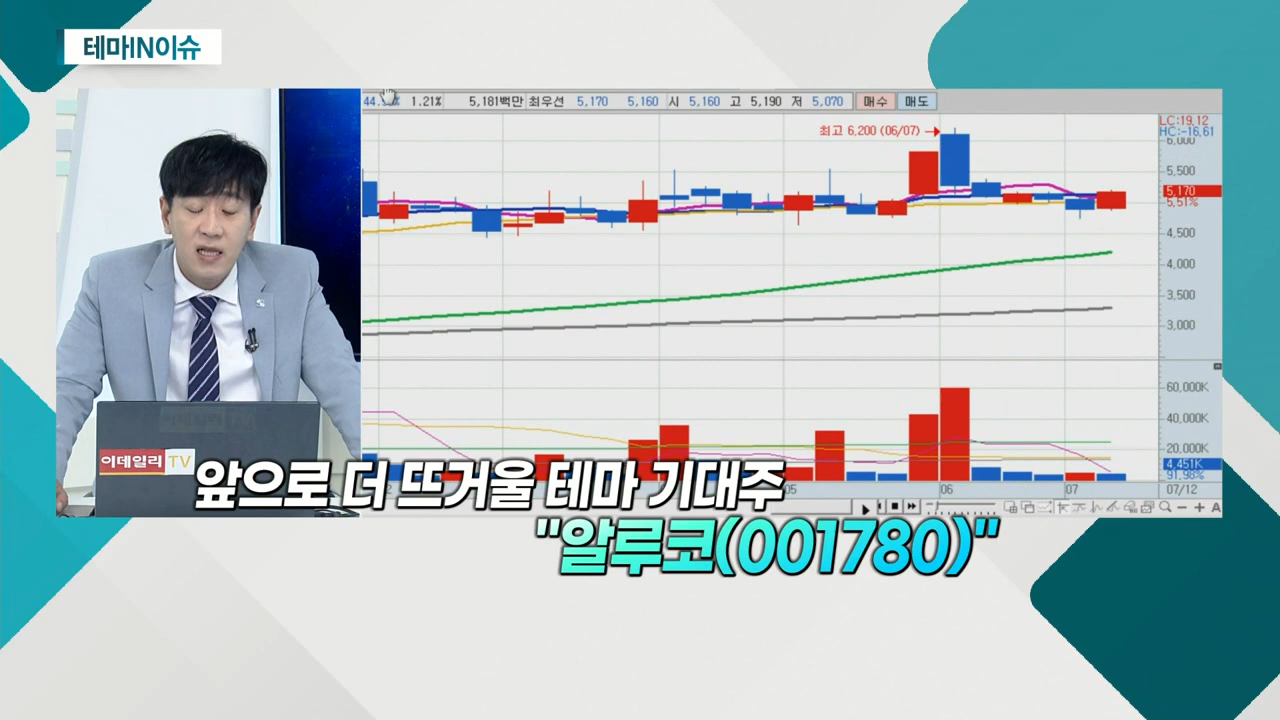 테마IN이슈
1.21% 5,181백만 최우선 5,170 5,160 시 5,160 고 5,190 저 5,070 매수 매도
최고 6,200 (06/07)
LC:19.12
HC:-16.61
6,000
5,500
5,170
5.51%
4,500
4,000
3,500
3,000
60,000K
40,000K
20,000K
4,451K
91.98%
05 06 07 07/12
이데일리 TV
앞으로 더 뜨거울 테마 기대주
"알루코(001780)"